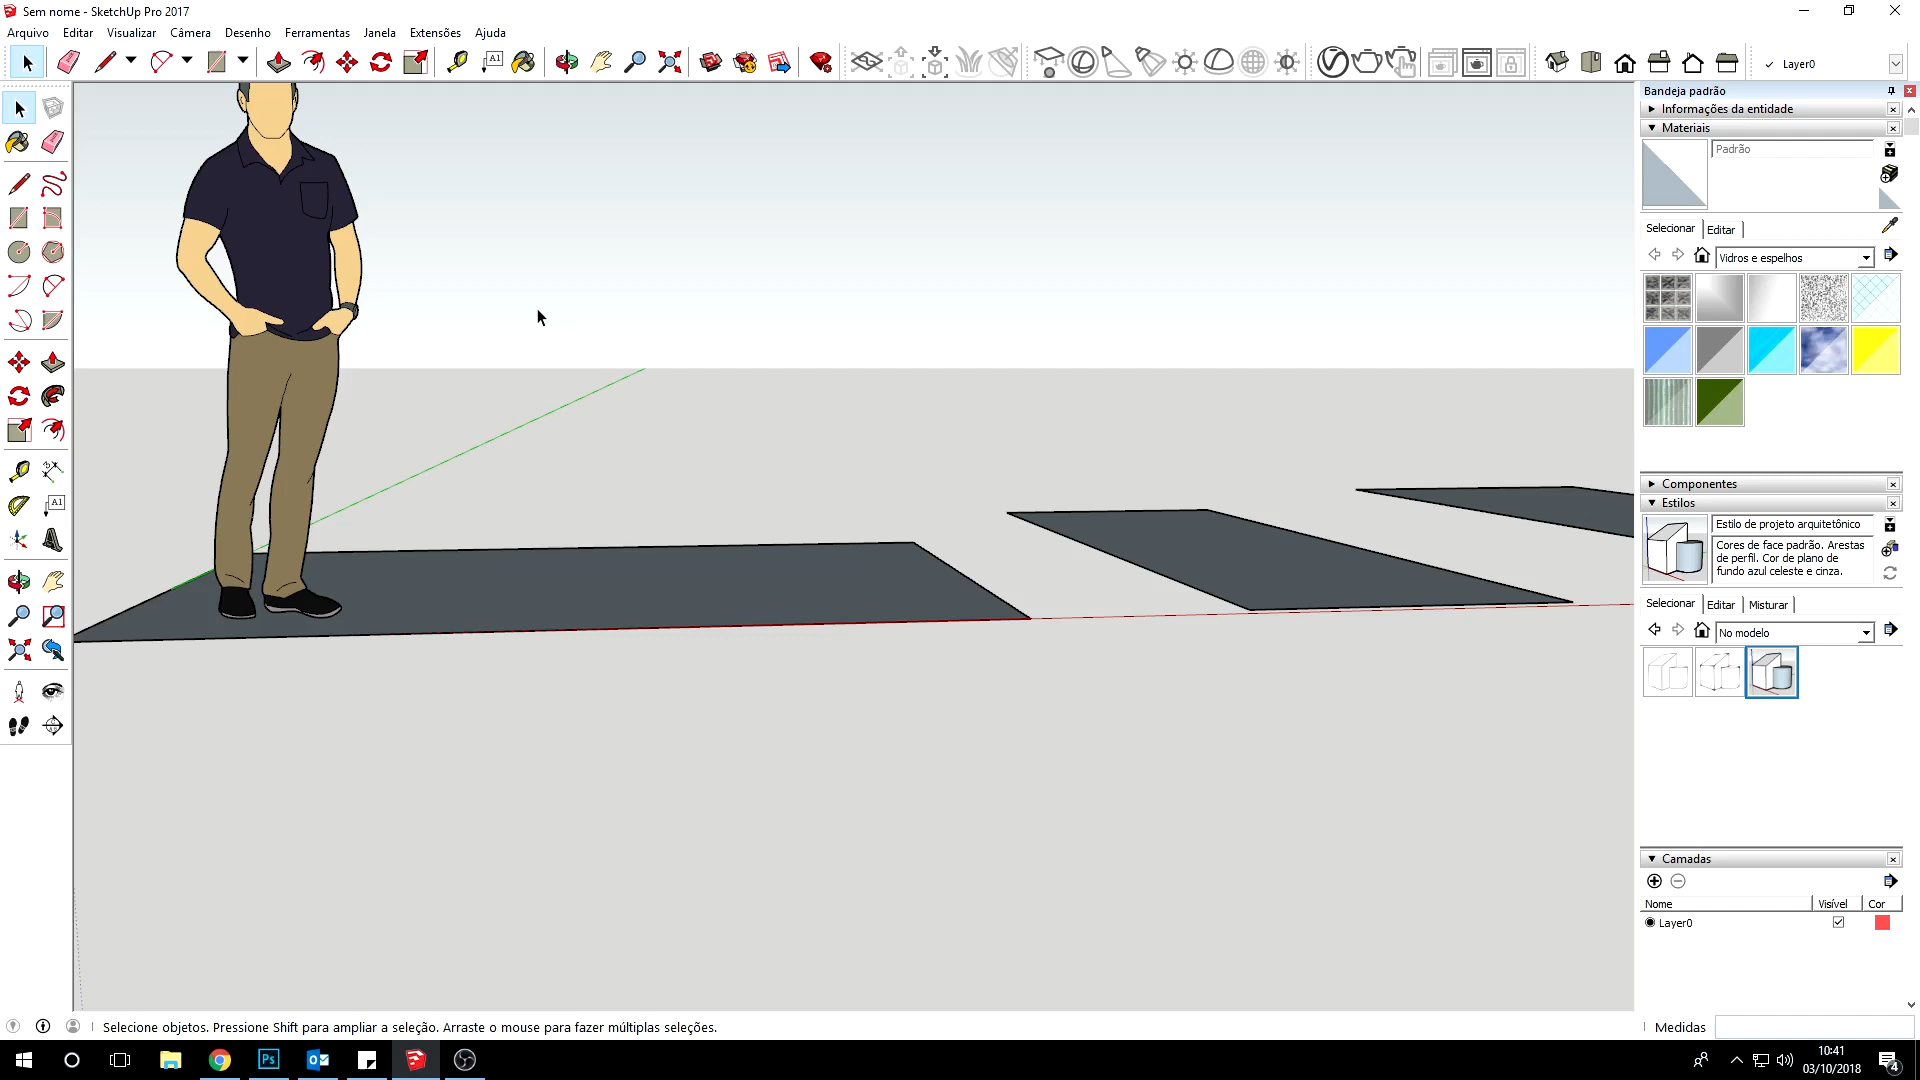 Sem nome - SketchUp Pro 2017
Arquivo Editar Visualizar Câmera Desenho Ferramentas Janela Extensões Ajuda
A1
Layer0
Bandeja padrão
Informações da entidade
Materiais
Padrão
Selecionar Editar
Vidros e espelhos
A1
Componentes
Estilos
Estilo de projeto arquitetônico
Cores de face padrão. Arestas
de perfil. Cor de plano de
fundo azul celeste e cinza.
Selecionar Editar Misturar
No modelo
Camadas
Nome Visível Cor
Layer0
Selecione objetos. Pressione Shift para ampliar a seleção. Arraste o mouse para fazer múltiplas seleções.
Medidas
Ps
10:41
03/10/2018
4